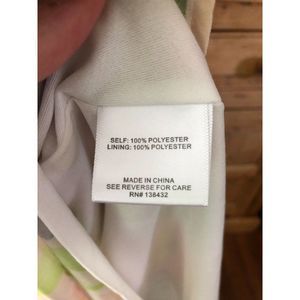 SELF: 100% POLYESTER
LINING: 100% POLYESTER
MADE IN CHINA
SEE REVERSE FOR CARE
RN# 138432